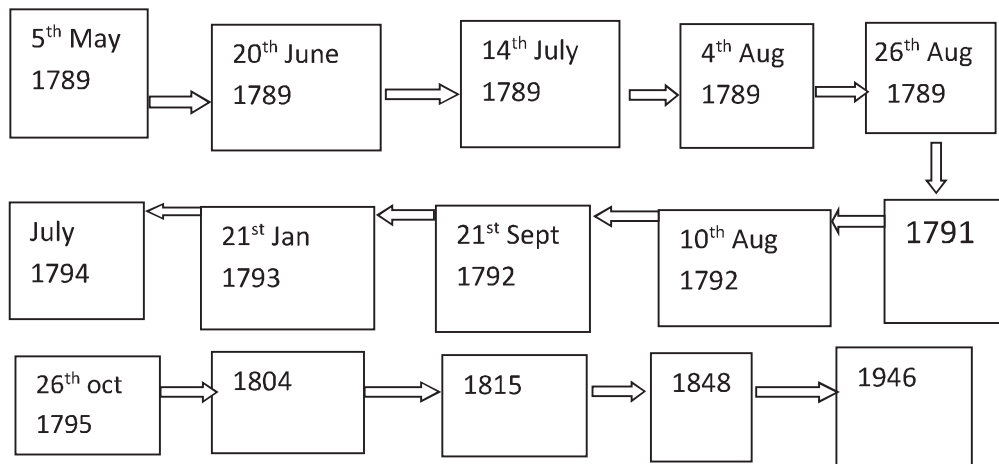 5th May
1789
20th June
1789
14th July
1789
4th Aug
1789
26th Aug
1789
1791
10th Aug
1792
21st Sept
1792
21st Jan
1793
July
1794
26th oct
1795
1804
1815
1848
1946